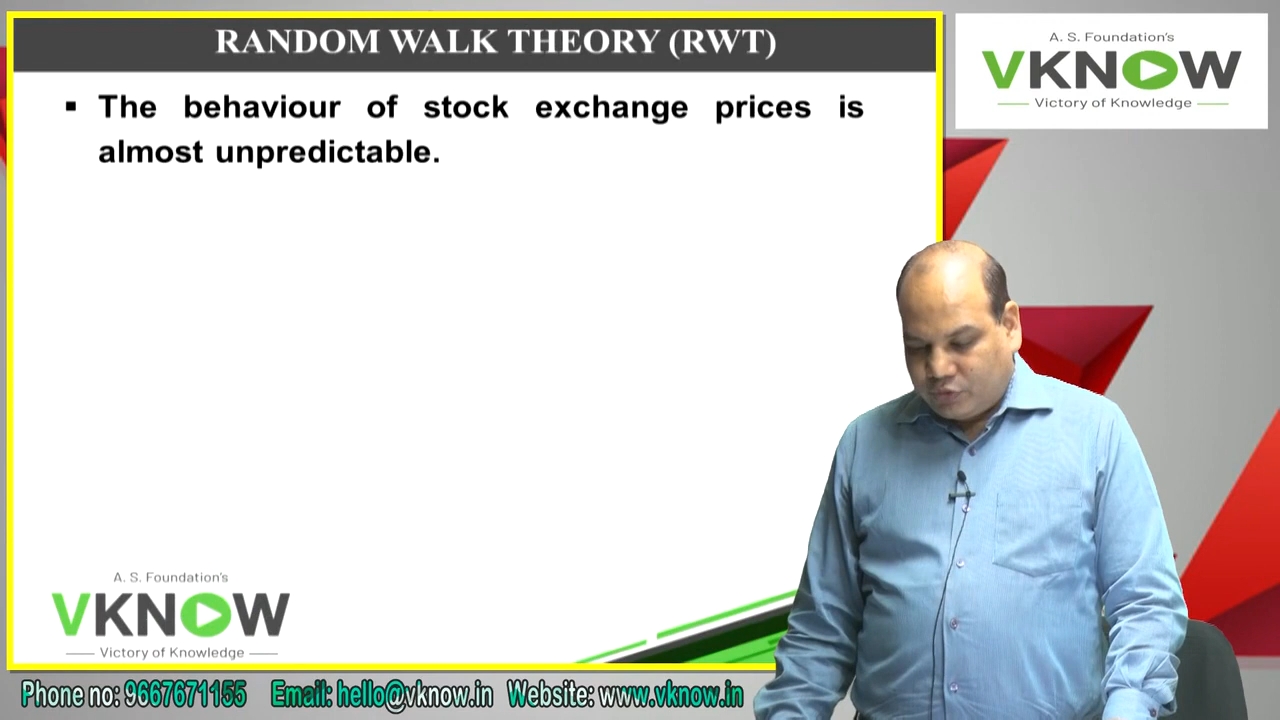 RANDOM WALK THEORY (RWT)
▪ The behaviour of stock exchange prices is
almost unpredictable.
A. S. Foundation's
VKNOW
Victory of Knowledge
A. S. Foundation's
VKNOW
Victory of Knowledge
Phone no: 9667671155 Email: hello@vknow.in Website: www.vknow.in